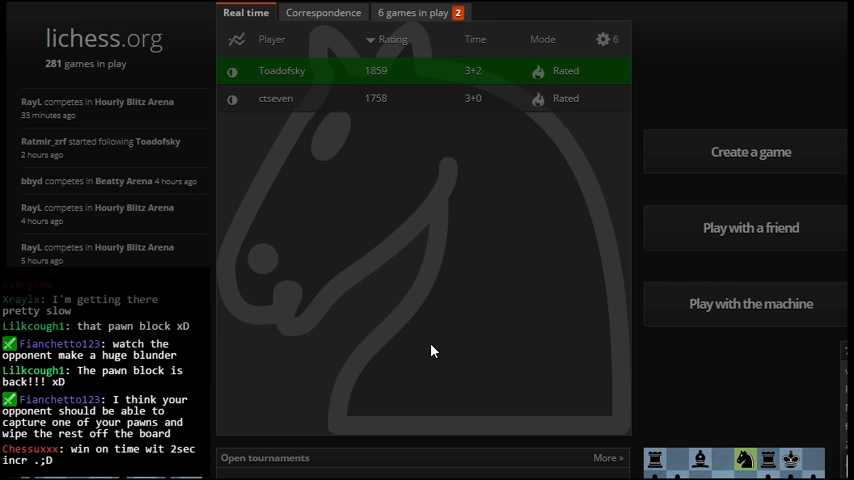 Real time
Correspondence
6 games in play 2
lichess.org
281 games in play
Player
Rating
Time
Mode
6
Toadofsky 1859 3+2 Rated
ctseven 1758 3+0 Rated
RayL competes in Hourly Blitz Arena
33 minutes ago
Ratmir_zrf started following Toadofsky
2 hours ago
bbyd competes in Beatty Arena 4 hours ago
RayL competes in Hourly Blitz Arena
4 hours ago
RayL competes in Hourly Blitz Arena
5 hours ago
Create a game
Play with a friend
Play with the machine
everyone
Xraylx: I'm getting there
pretty slow
Lilkcough1: that pawn block xD
Fianchetto123: watch the
opponent make a huge blunder
Lilkcough1: The pawn block is
back!!! xD
Fianchetto123: I think your
opponent should be able to
capture one of your pawns and
wipe the rest off the board
Chessuxxx: win on time wit 2sec
incr .;D
Open tournaments
More »